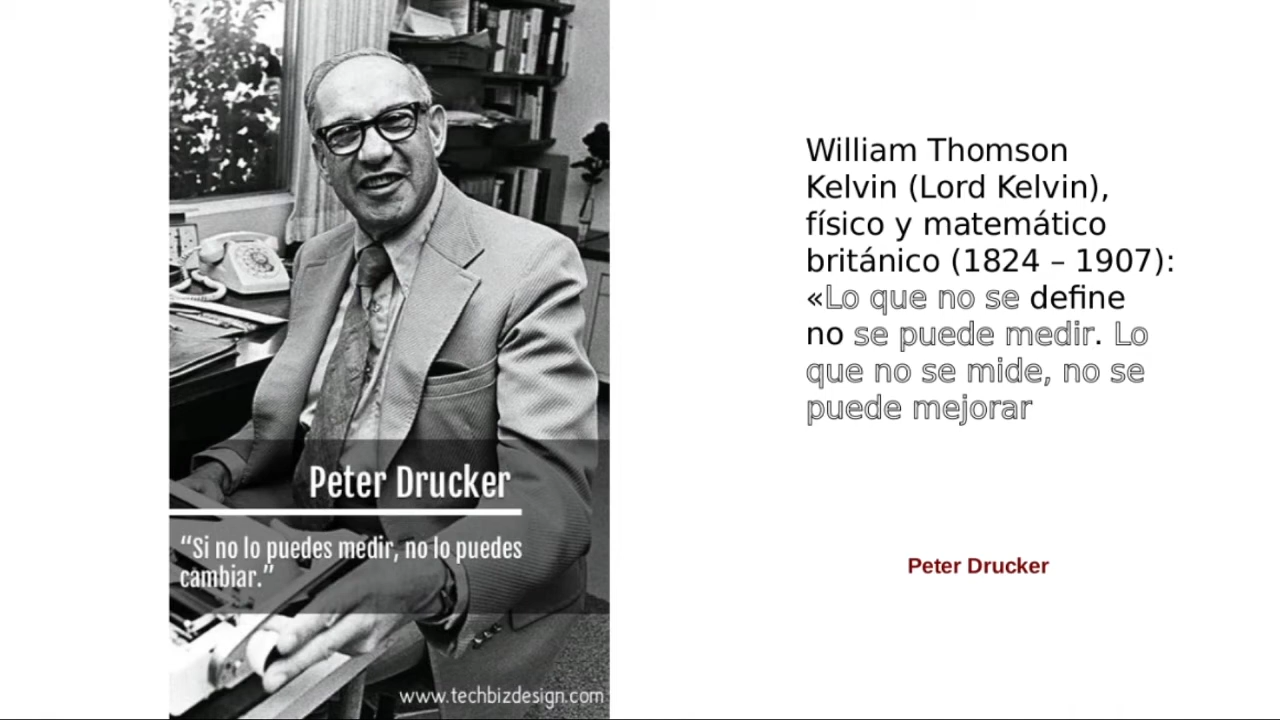 Peter Drucker
“Si no lo puedes medir, no lo puedes
cambiar.”
www.techbizdesign.com
William Thomson
Kelvin (Lord Kelvin),
físico y matemático
británico (1824 – 1907):
«Lo que no se define
no se puede medir. Lo
que no se mide, no se
puede mejorar
Peter Drucker